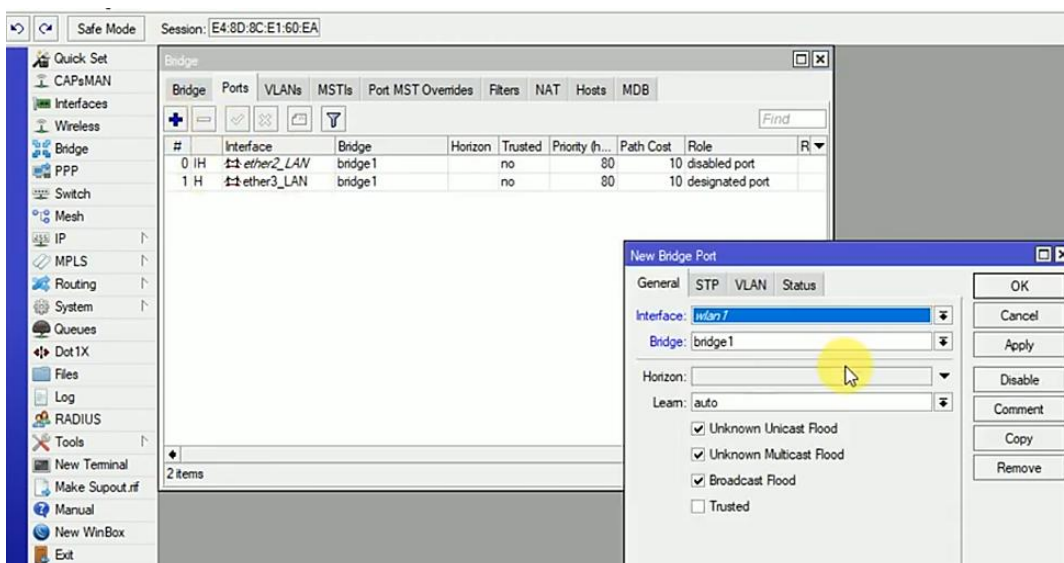 Safe Mode Session: E4:8D:8C:E1:60:EA
Quick Set
CAPsMAN
Interfaces
Wireless
Bridge
PPP
Switch
Mesh
IP
MPLS
Routing
System
Queues
Dot1X
Files
Log
RADIUS
Tools
New Terminal
Make Supout.rif
Manual
New WinBox
Exit
Bridge
Bridge Ports VLANs MSTIs Port MST Overrides Filters NAT Hosts MDB
Find
# Interface Bridge Horizon Trusted Priority (h... Path Cost Role R
0 IH ether2_LAN bridge1 no 80 10 disabled port
1 H ether3_LAN bridge1 no 80 10 designated port
2 items
New Bridge Port
General STP VLAN Status
Interface: wlan1
Bridge: bridge1
Horizon:
Learn: auto
Unknown Unicast Flood
Unknown Multicast Flood
Broadcast Flood
Trusted
OK
Cancel
Apply
Disable
Comment
Copy
Remove